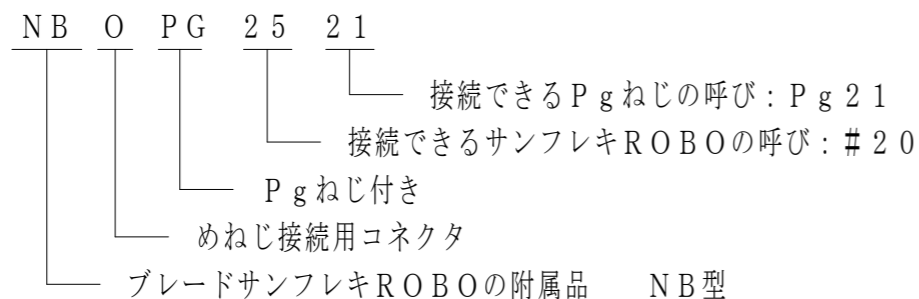 ＮＢ Ｏ ＰＧ ２５ ２１
接続できるＰｇねじの呼び：Ｐｇ２１
接続できるサンフレキＲＯＢＯの呼び：＃２０
Ｐｇねじ付き
めねじ接続用コネクタ
ブレードサンフレキＲＯＢＯの附属品　ＮＢ型